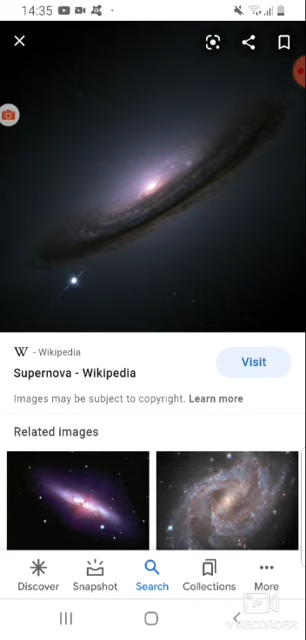 14:35
W - Wikipedia
Supernova - Wikipedia
Visit
Images may be subject to copyright. Learn more
Related images
Discover Snapshot Search Collections More
V RECORDER